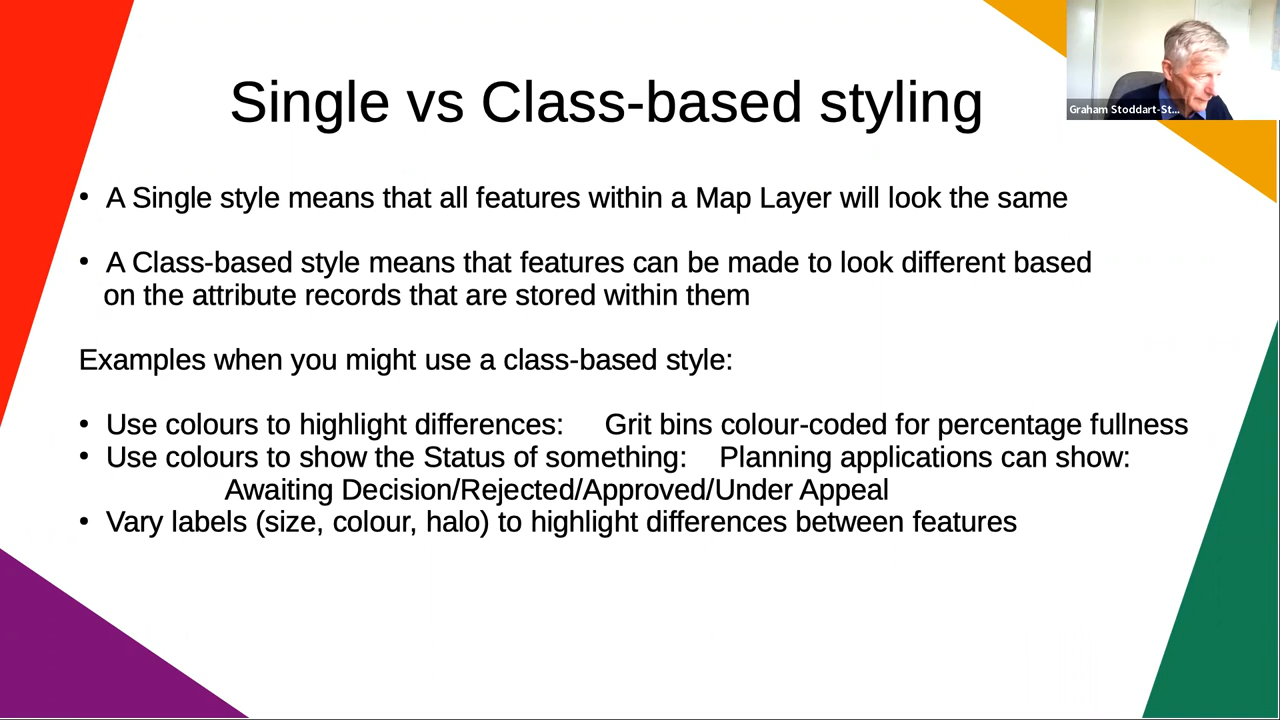 Single vs Class-based styling
Graham Stoddart-St...
• A Single style means that all features within a Map Layer will look the same
• A Class-based style means that features can be made to look different based
on the attribute records that are stored within them
Examples when you might use a class-based style:
• Use colours to highlight differences: Grit bins colour-coded for percentage fullness
• Use colours to show the Status of something: Planning applications can show:
Awaiting Decision/Rejected/Approved/Under Appeal
• Vary labels (size, colour, halo) to highlight differences between features